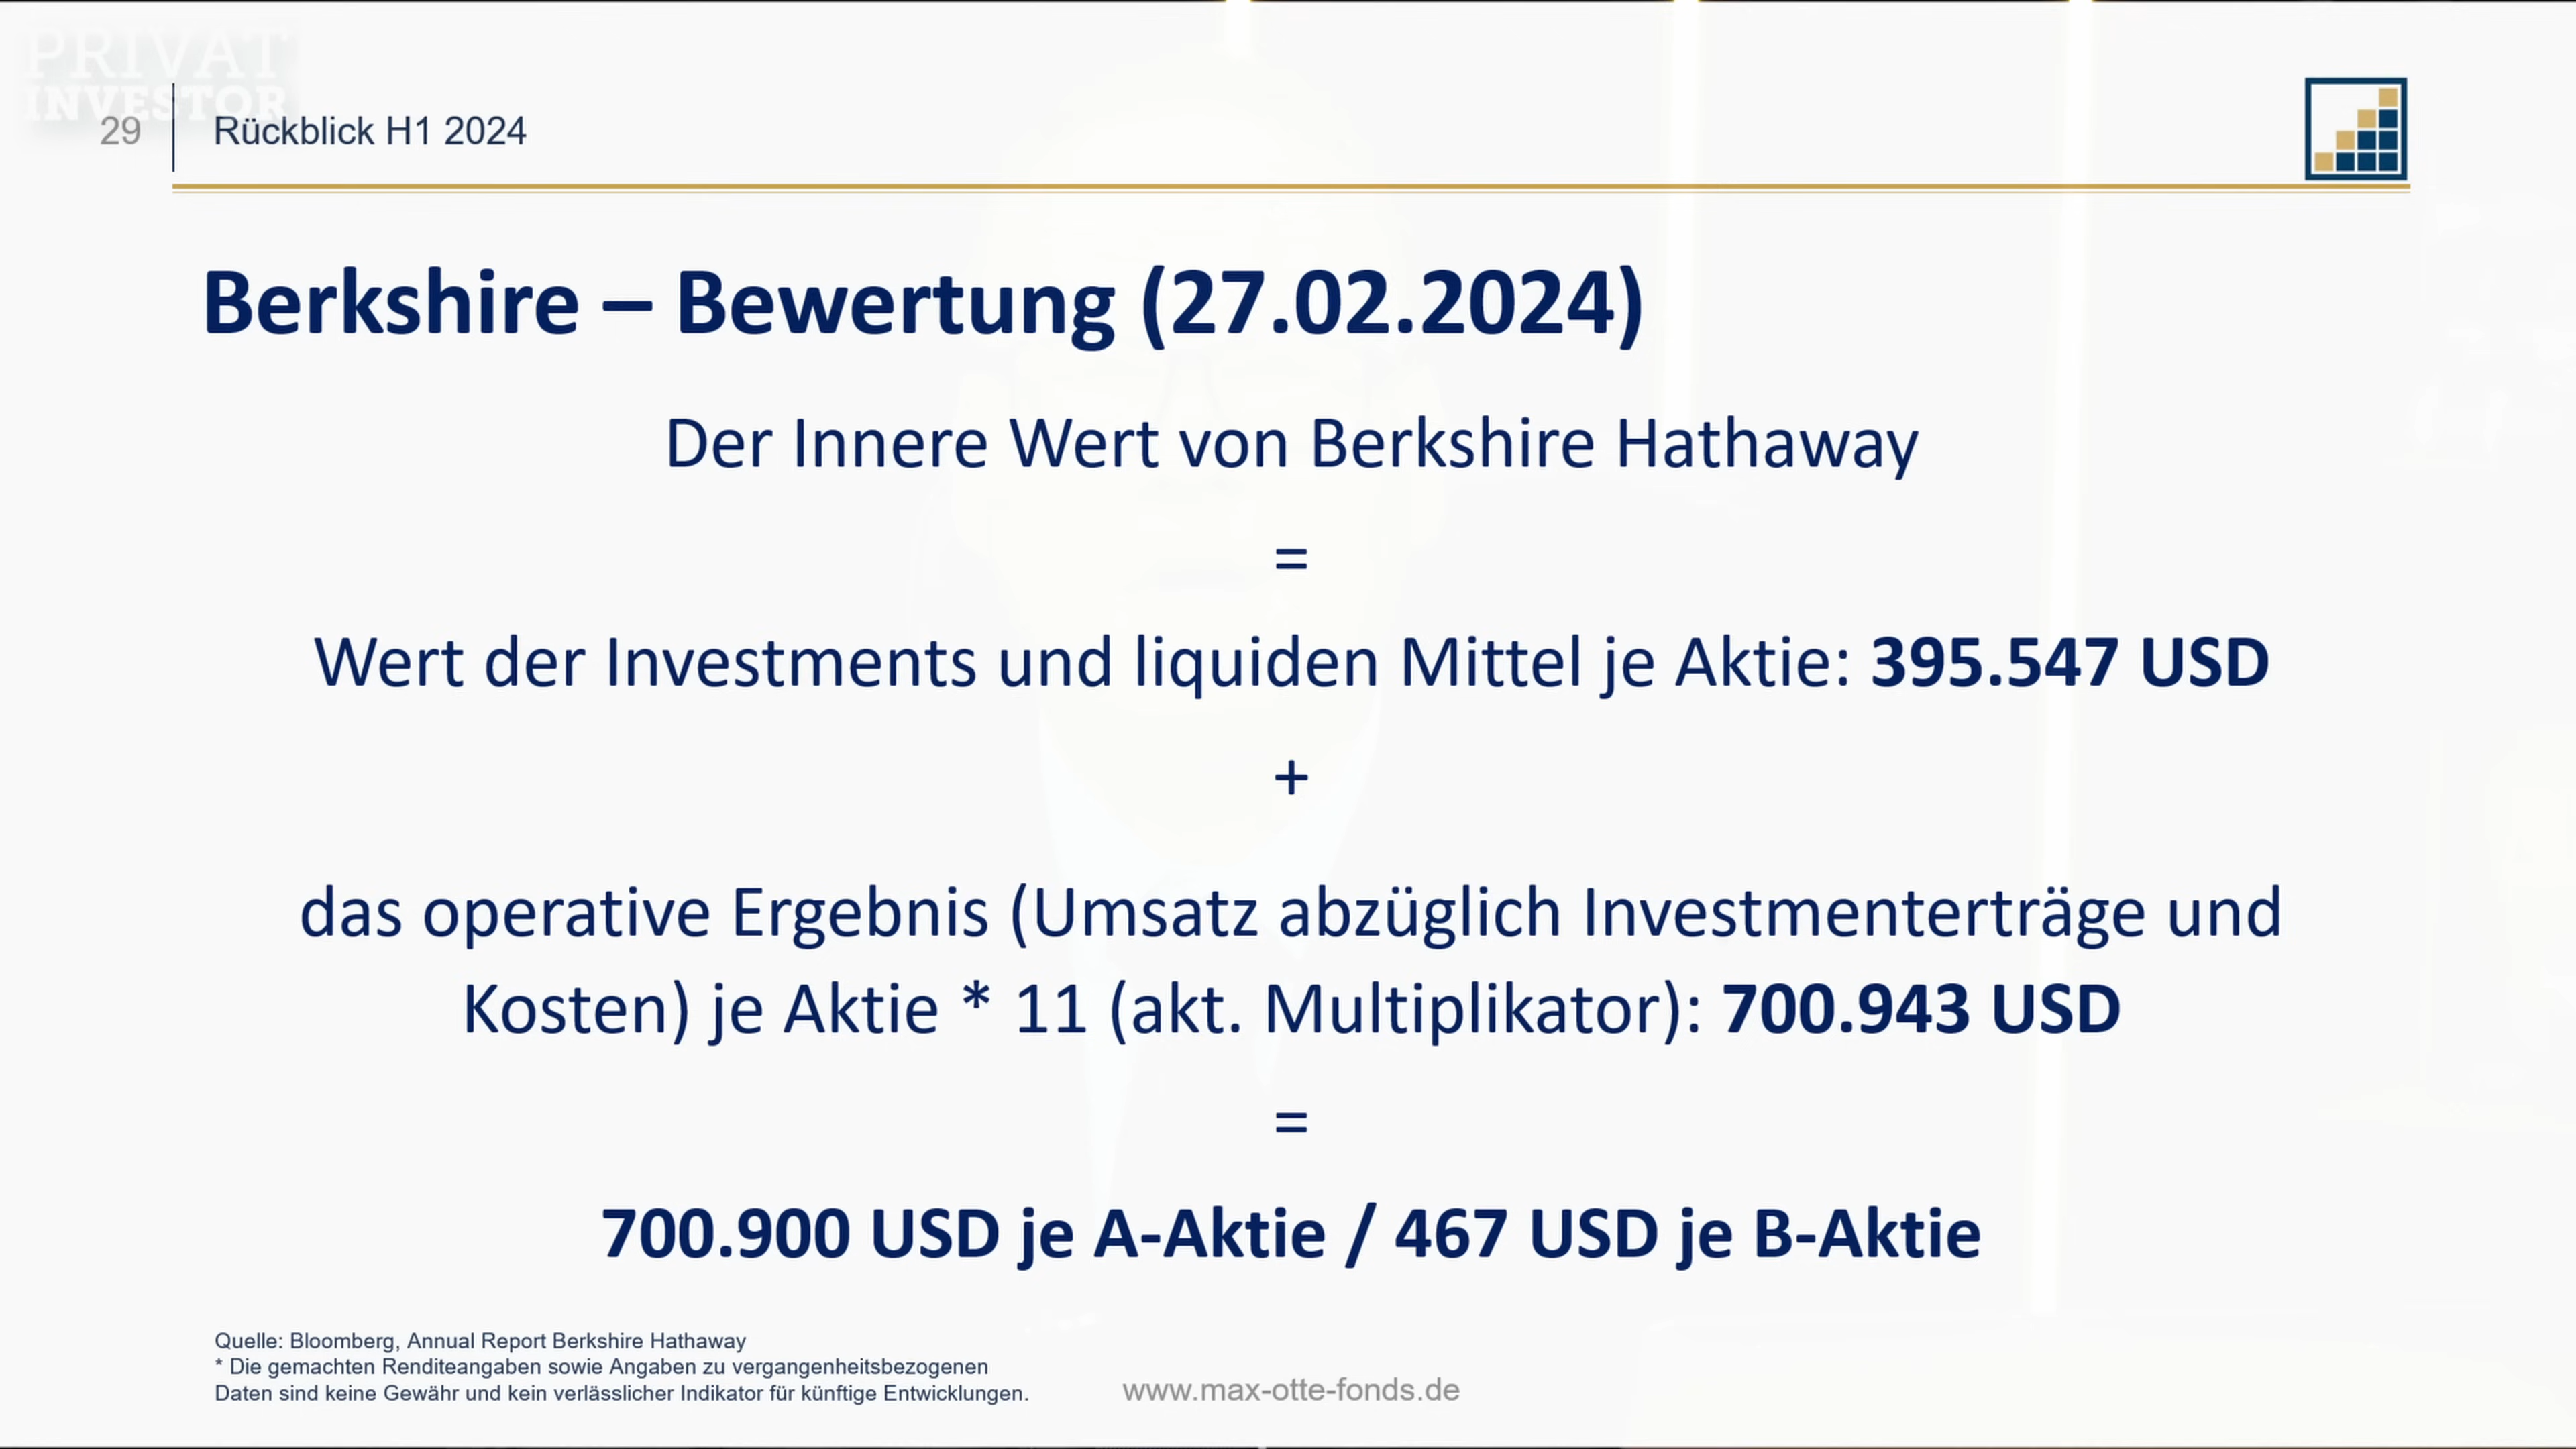 PRIVAT
INVESTOR
29
Rückblick H1 2024
Berkshire – Bewertung (27.02.2024)
Der Innere Wert von Berkshire Hathaway
=
Wert der Investments und liquiden Mittel je Aktie: 395.547 USD
+
das operative Ergebnis (Umsatz abzüglich Investmenterträge und
Kosten) je Aktie * 11 (akt. Multiplikator): 700.943 USD
=
700.900 USD je A-Aktie / 467 USD je B-Aktie
Quelle: Bloomberg, Annual Report Berkshire Hathaway
* Die gemachten Renditeangaben sowie Angaben zu vergangenheitsbezogenen
Daten sind keine Gewähr und kein verlässlicher Indikator für künftige Entwicklungen.
www.max-otte-fonds.de